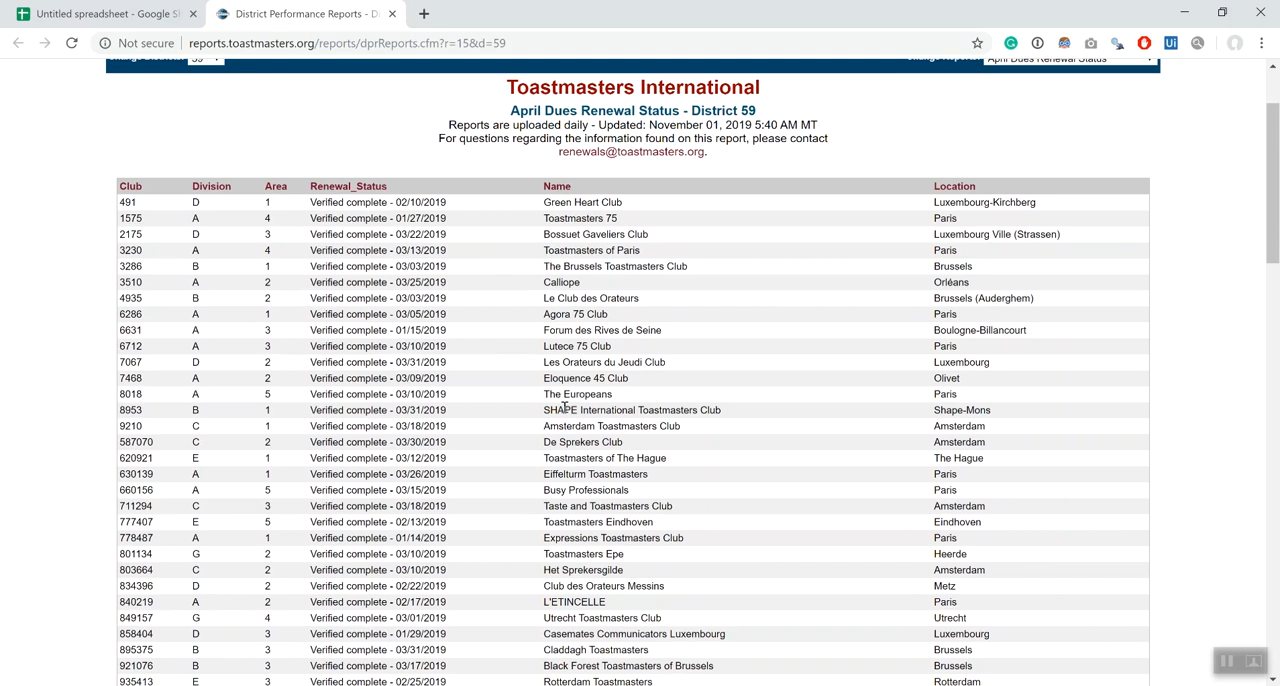 Untitled spreadsheet - Google S
District Performance Reports - D
Not secure
reports.toastmasters.org/reports/dprReports.cfm?r=15&d=59
59
April Dues Renewal Status
Toastmasters International
April Dues Renewal Status - District 59
Reports are uploaded daily - Updated: November 01, 2019 5:40 AM MT
For questions regarding the information found on this report, please contact
renewals@toastmasters.org.
Club Division Area Renewal_Status Name Location
491 D 1 Verified complete - 02/10/2019 Green Heart Club Luxembourg-Kirchberg
1575 A 4 Verified complete - 01/27/2019 Toastmasters 75 Paris
2175 D 3 Verified complete - 03/22/2019 Bossuet Gaveliers Club Luxembourg Ville (Strassen)
3230 A 4 Verified complete - 03/13/2019 Toastmasters of Paris Paris
3286 B 1 Verified complete - 03/03/2019 The Brussels Toastmasters Club Brussels
3510 A 2 Verified complete - 03/25/2019 Calliope Orléans
4935 B 2 Verified complete - 03/03/2019 Le Club des Orateurs Brussels (Auderghem)
6286 A 1 Verified complete - 03/05/2019 Agora 75 Club Paris
6631 A 3 Verified complete - 01/15/2019 Forum des Rives de Seine Boulogne-Billancourt
6712 A 3 Verified complete - 03/10/2019 Lutece 75 Club Paris
7067 D 2 Verified complete - 03/31/2019 Les Orateurs du Jeudi Club Luxembourg
7468 A 2 Verified complete - 03/09/2019 Eloquence 45 Club Olivet
8018 A 5 Verified complete - 03/10/2019 The Europeans Paris
8953 B 1 Verified complete - 03/31/2019 SHAPE International Toastmasters Club Shape-Mons
9210 C 1 Verified complete - 03/18/2019 Amsterdam Toastmasters Club Amsterdam
587070 C 2 Verified complete - 03/30/2019 De Sprekers Club Amsterdam
620921 E 1 Verified complete - 03/12/2019 Toastmasters of The Hague The Hague
630139 A 1 Verified complete - 03/26/2019 Eiffelturm Toastmasters Paris
660156 A 5 Verified complete - 03/15/2019 Busy Professionals Paris
711294 C 3 Verified complete - 03/18/2019 Taste and Toastmasters Club Amsterdam
777407 E 5 Verified complete - 02/13/2019 Toastmasters Eindhoven Eindhoven
778487 A 1 Verified complete - 01/14/2019 Expressions Toastmasters Club Paris
801134 G 2 Verified complete - 03/10/2019 Toastmasters Epe Heerde
803664 C 2 Verified complete - 03/10/2019 Het Sprekersgilde Amsterdam
834396 D 2 Verified complete - 02/22/2019 Club des Orateurs Messins Metz
840219 A 2 Verified complete - 02/17/2019 L'ETINCELLE Paris
849157 G 4 Verified complete - 03/01/2019 Utrecht Toastmasters Club Utrecht
858404 D 3 Verified complete - 01/29/2019 Casemates Communicators Luxembourg Luxembourg
895375 B 3 Verified complete - 03/31/2019 Claddagh Toastmasters Brussels
921076 B 3 Verified complete - 03/17/2019 Black Forest Toastmasters of Brussels Brussels
935413 E 3 Verified complete - 02/25/2019 Rotterdam Toastmasters Rotterdam